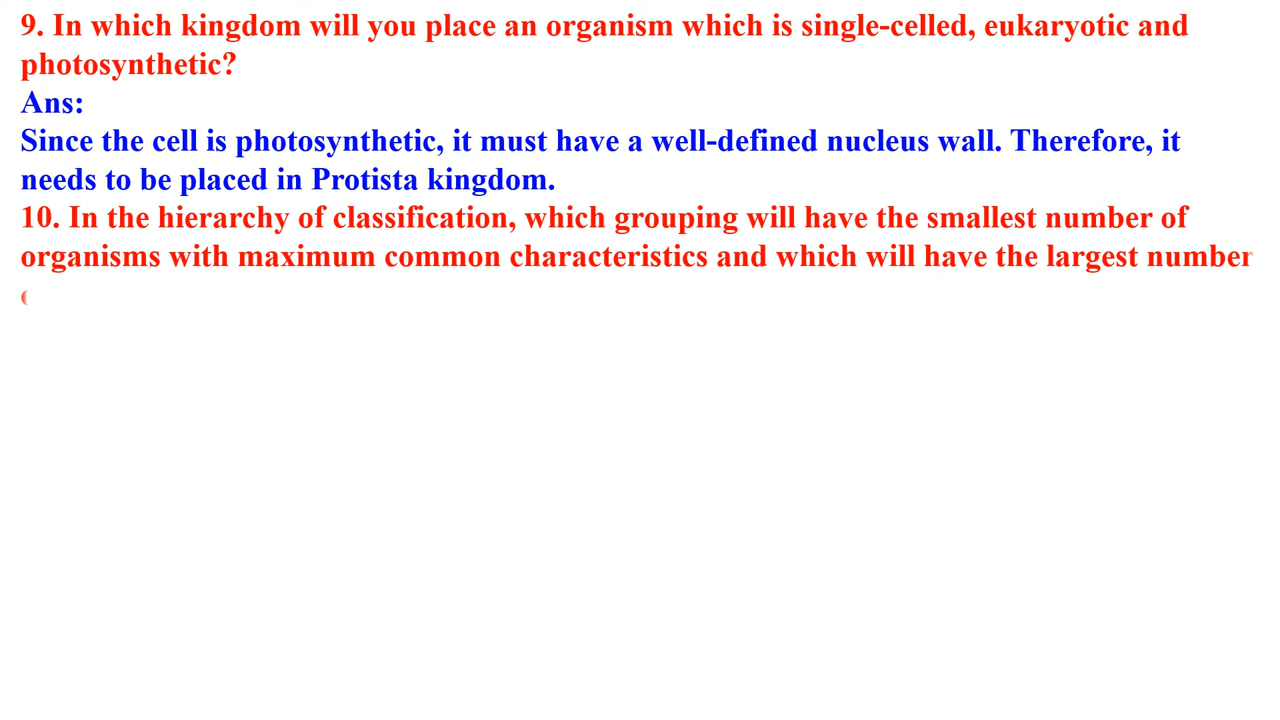 9. In which kingdom will you place an organism which is single-celled, eukaryotic and
photosynthetic?
Ans:
Since the cell is photosynthetic, it must have a well-defined nucleus wall. Therefore, it
needs to be placed in Protista kingdom.
10. In the hierarchy of classification, which grouping will have the smallest number of
organisms with maximum common characteristics and which will have the largest number